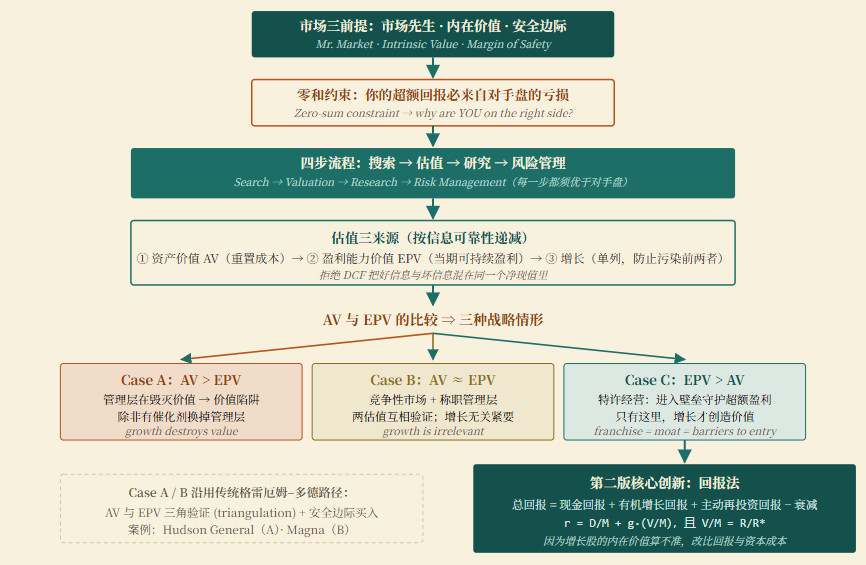 市场三前提：市场先生 · 内在价值 · 安全边际
Mr. Market · Intrinsic Value · Margin of Safety
零和约束：你的超额回报必来自对手盘的亏损
Zero-sum constraint → why are YOU on the right side?
四步流程：搜索 → 估值 → 研究 → 风险管理
Search → Valuation → Research → Risk Management（每一步都须优于对手盘）
估值三来源（按信息可靠性递减）
① 资产价值 AV（重置成本）→ ② 盈利能力价值 EPV（当期可持续盈利）→ ③ 增长（单列，防止污染前两者）
拒绝 DCF 把好信息与坏信息混在同一个净现值里
AV 与 EPV 的比较 ⇒ 三种战略情形
Case A：AV > EPV
管理层在毁灭价值 → 价值陷阱
除非有催化剂换掉管理层
growth destroys value
Case B：AV ≈ EPV
竞争性市场 + 称职管理层
两估值互相验证；增长无关紧要
growth is irrelevant
Case C：EPV > AV
特许经营：进入壁垒守护超额盈利
只有这里，增长才创造价值
franchise = moat = barriers to entry
Case A / B 沿用传统格雷厄姆–多德路径：
AV 与 EPV 三角验证 (triangulation) + 安全边际买入
案例：Hudson General（A）· Magna（B）
第二版核心创新：回报法
总回报 = 现金回报 + 有机增长回报 + 主动再投资回报 − 衰减
r = D/M + g·(V/M)，且 V/M = R/R*
因为增长股的内在价值算不准，改比回报与资本成本